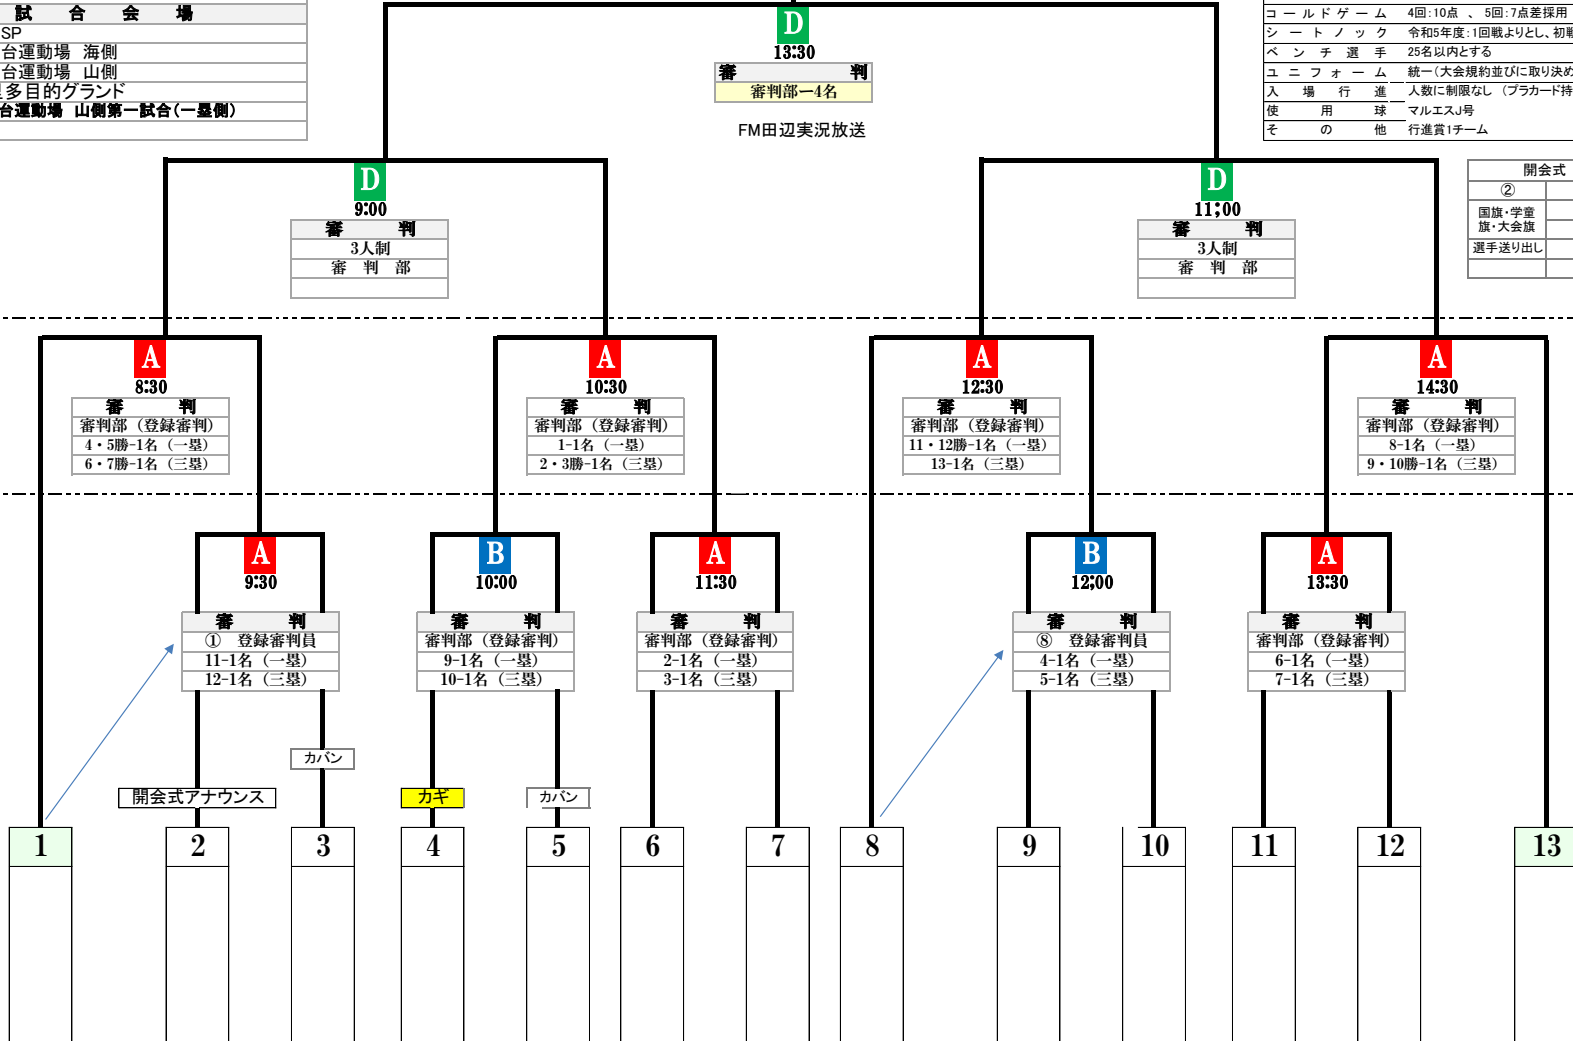 試合会場
SP
台運動場 海側
台運動場 山側
多目的グランド
台運動場 山側第一試合(一塁側)
コールドゲーム 4回:10点 、 5回:7点差採用
シートノック 令和5年度:1回戦よりとし、初戦
ベンチ選手 25名以内とする
ユニフォーム 統一(大会規約並びに取り決め
入場行進 人数に制限なし (プラカード持
使用球 マルエスJ号
その他 行進賞1チーム
D
13:30
審判
審判部ー4名
FM田辺実況放送
開会式
②
国旗・学童
旗・大会旗
選手送り出し
D
9:00
審判
3人制
審判部
D
11;00
審判
3人制
審判部
A
8:30
審判
審判部(登録審判)
4・5勝-1名(一塁)
6・7勝-1名(三塁)
A
10:30
審判
審判部(登録審判)
1-1名(一塁)
2・3勝-1名(三塁)
A
12:30
審判
審判部(登録審判)
11・12勝-1名(一塁)
13-1名(三塁)
A
14:30
審判
審判部(登録審判)
8-1名(一塁)
9・10勝-1名(三塁)
A
9:30
審判
① 登録審判員
11-1名(一塁)
12-1名(三塁)
B
10:00
審判
審判部(登録審判)
9-1名(一塁)
10-1名(三塁)
A
11:30
審判
審判部(登録審判)
2-1名(一塁)
3-1名(三塁)
B
12;00
審判
⑧ 登録審判員
4-1名(一塁)
5-1名(三塁)
A
13:30
審判
審判部(登録審判)
6-1名(一塁)
7-1名(三塁)
カバン
開会式アナウンス
カギ
カバン
1 2 3 4 5 6 7 8 9 10 11 12 13